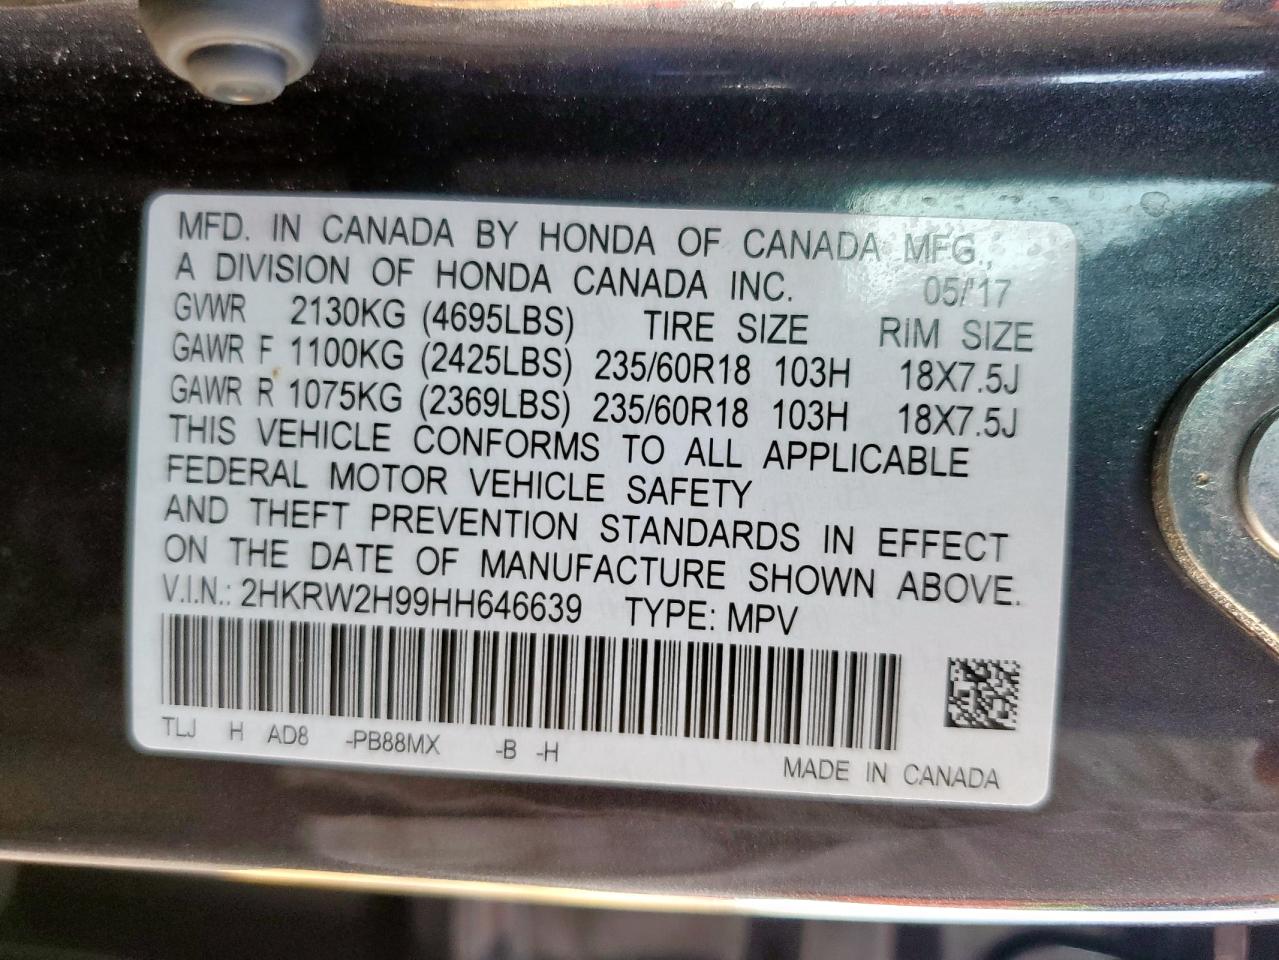 MFD. IN CANADA BY HONDA OF CANADA MFG.,
A DIVISION OF HONDA CANADA INC. 05/'17
GVWR 2130KG (4695LBS) TIRE SIZE RIM SIZE
GAWR F 1100KG (2425LBS) 235/60R18 103H 18X7.5J
GAWR R 1075KG (2369LBS) 235/60R18 103H 18X7.5J
THIS VEHICLE CONFORMS TO ALL APPLICABLE
FEDERAL MOTOR VEHICLE SAFETY
AND THEFT PREVENTION STANDARDS IN EFFECT
ON THE DATE OF MANUFACTURE SHOWN ABOVE.
V.I.N.: 2HKRW2H99HH646639 TYPE: MPV
TLJ H AD8 -PB88MX -B -H
MADE IN CANADA